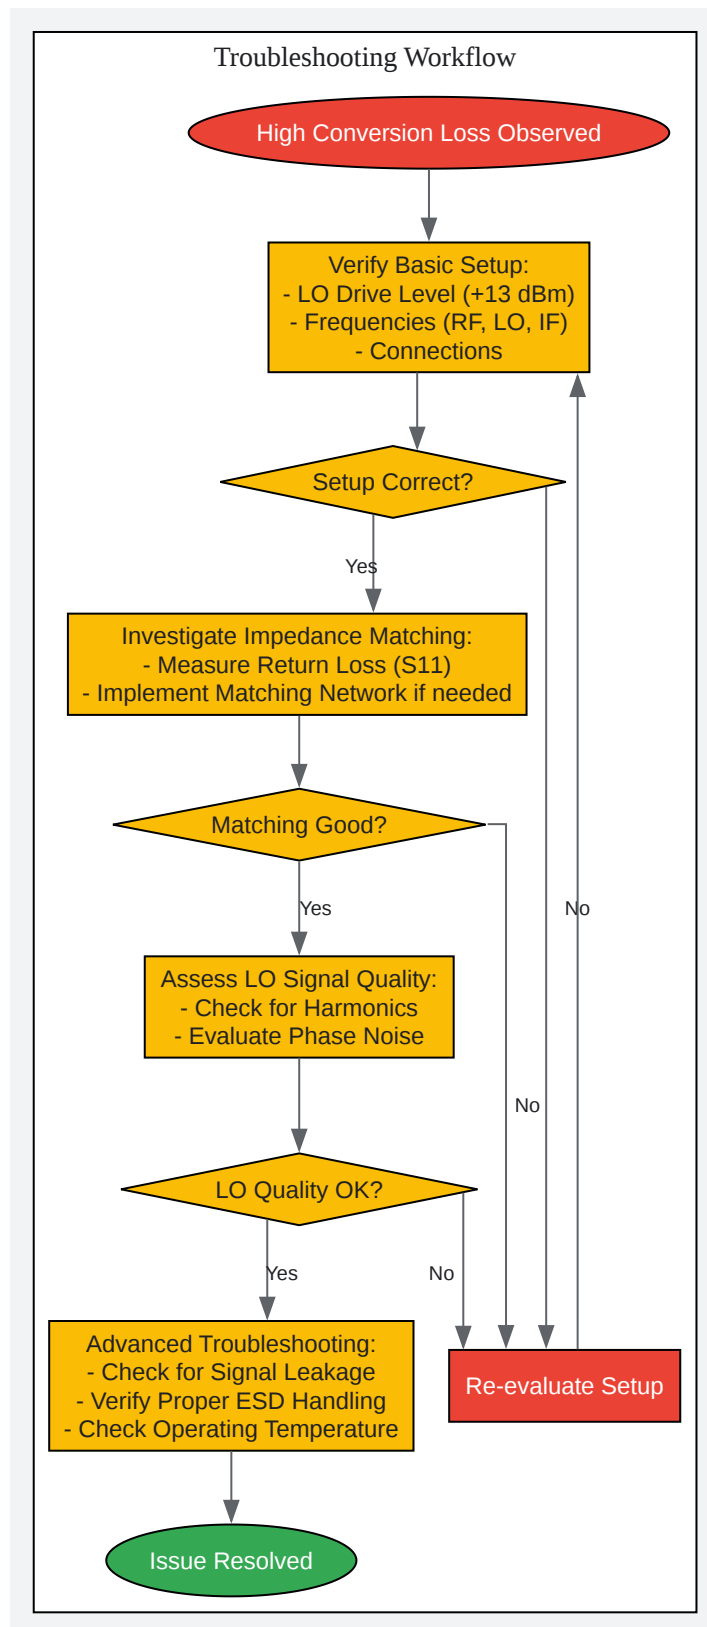 Troubleshooting Workflow
High Conversion Loss Observed
Verify Basic Setup:
- LO Drive Level (+13 dBm)
- Frequencies (RF, LO, IF)
- Connections
Setup Correct?
Yes
Investigate Impedance Matching:
- Measure Return Loss (S11)
- Implement Matching Network if needed
Matching Good?
Yes
No
Assess LO Signal Quality:
- Check for Harmonics
- Evaluate Phase Noise
No
LO Quality OK?
Yes
No
Advanced Troubleshooting:
- Check for Signal Leakage
- Verify Proper ESD Handling
- Check Operating Temperature
Re-evaluate Setup
Issue Resolved